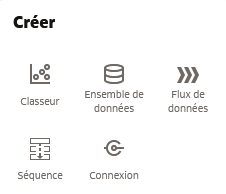 Créer
Classeur
Ensemble de
données
Flux de
données
Séquence
Connexion